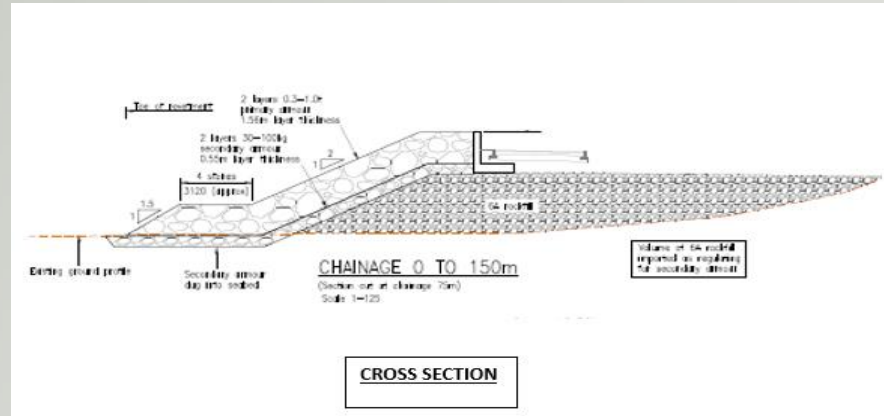 Toe of revetment
2 layers 0.3-1.0t
primary armour
1.56m layer thickness
2 layers 30-100kg
secondary armour
0.55m layer thickness
2
1
4 stones
3120 (approx)
1.5
1
6A rockfill
Existing ground profile
Secondary armour
dug into seabed
CHAINAGE 0 TO 150m
(Section cut at chainage 75m)
Scale 1-125
Volume of 6A rockfill
imported as regulating
for secondary armour
CROSS SECTION